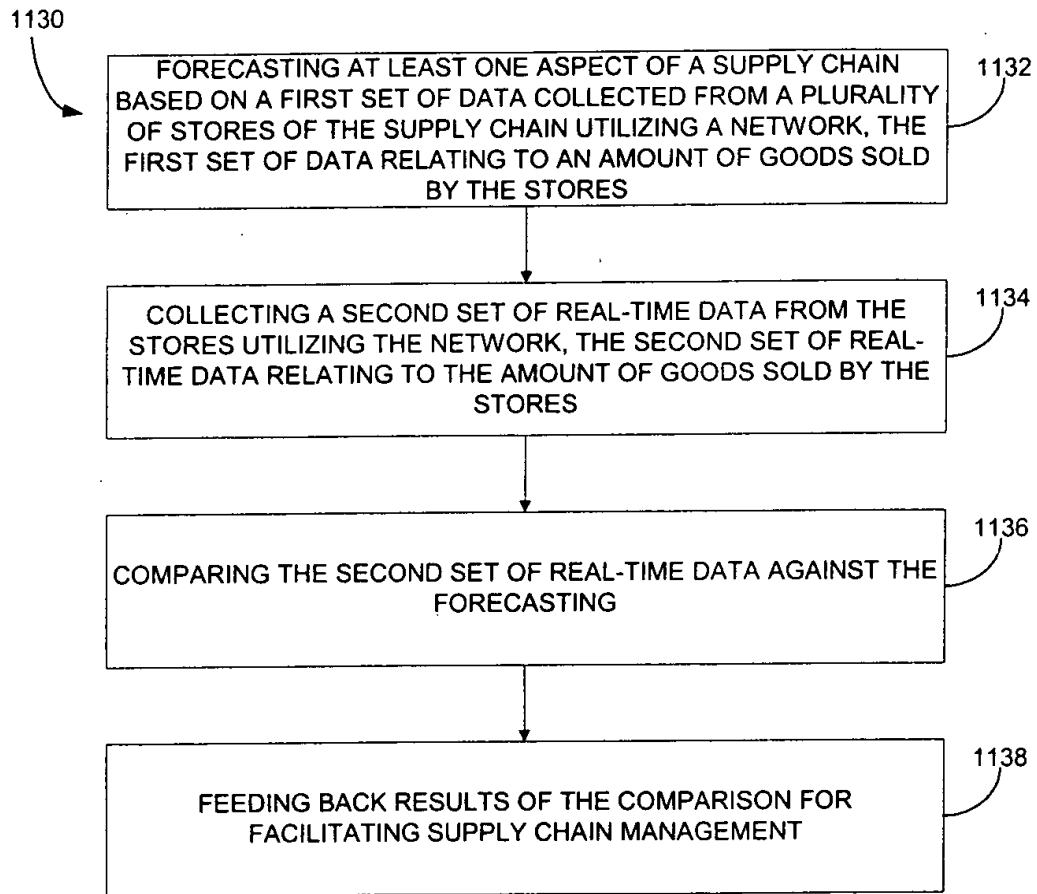 1130
FORECASTING AT LEAST ONE ASPECT OF A SUPPLY CHAIN
BASED ON A FIRST SET OF DATA COLLECTED FROM A PLURALITY
OF STORES OF THE SUPPLY CHAIN UTILIZING A NETWORK, THE
FIRST SET OF DATA RELATING TO AN AMOUNT OF GOODS SOLD
BY THE STORES
1132
COLLECTING A SECOND SET OF REAL-TIME DATA FROM THE
STORES UTILIZING THE NETWORK, THE SECOND SET OF REAL-
TIME DATA RELATING TO THE AMOUNT OF GOODS SOLD BY THE
STORES
1134
COMPARING THE SECOND SET OF REAL-TIME DATA AGAINST THE
FORECASTING
1136
FEEDING BACK RESULTS OF THE COMPARISON FOR
FACILITATING SUPPLY CHAIN MANAGEMENT
1138